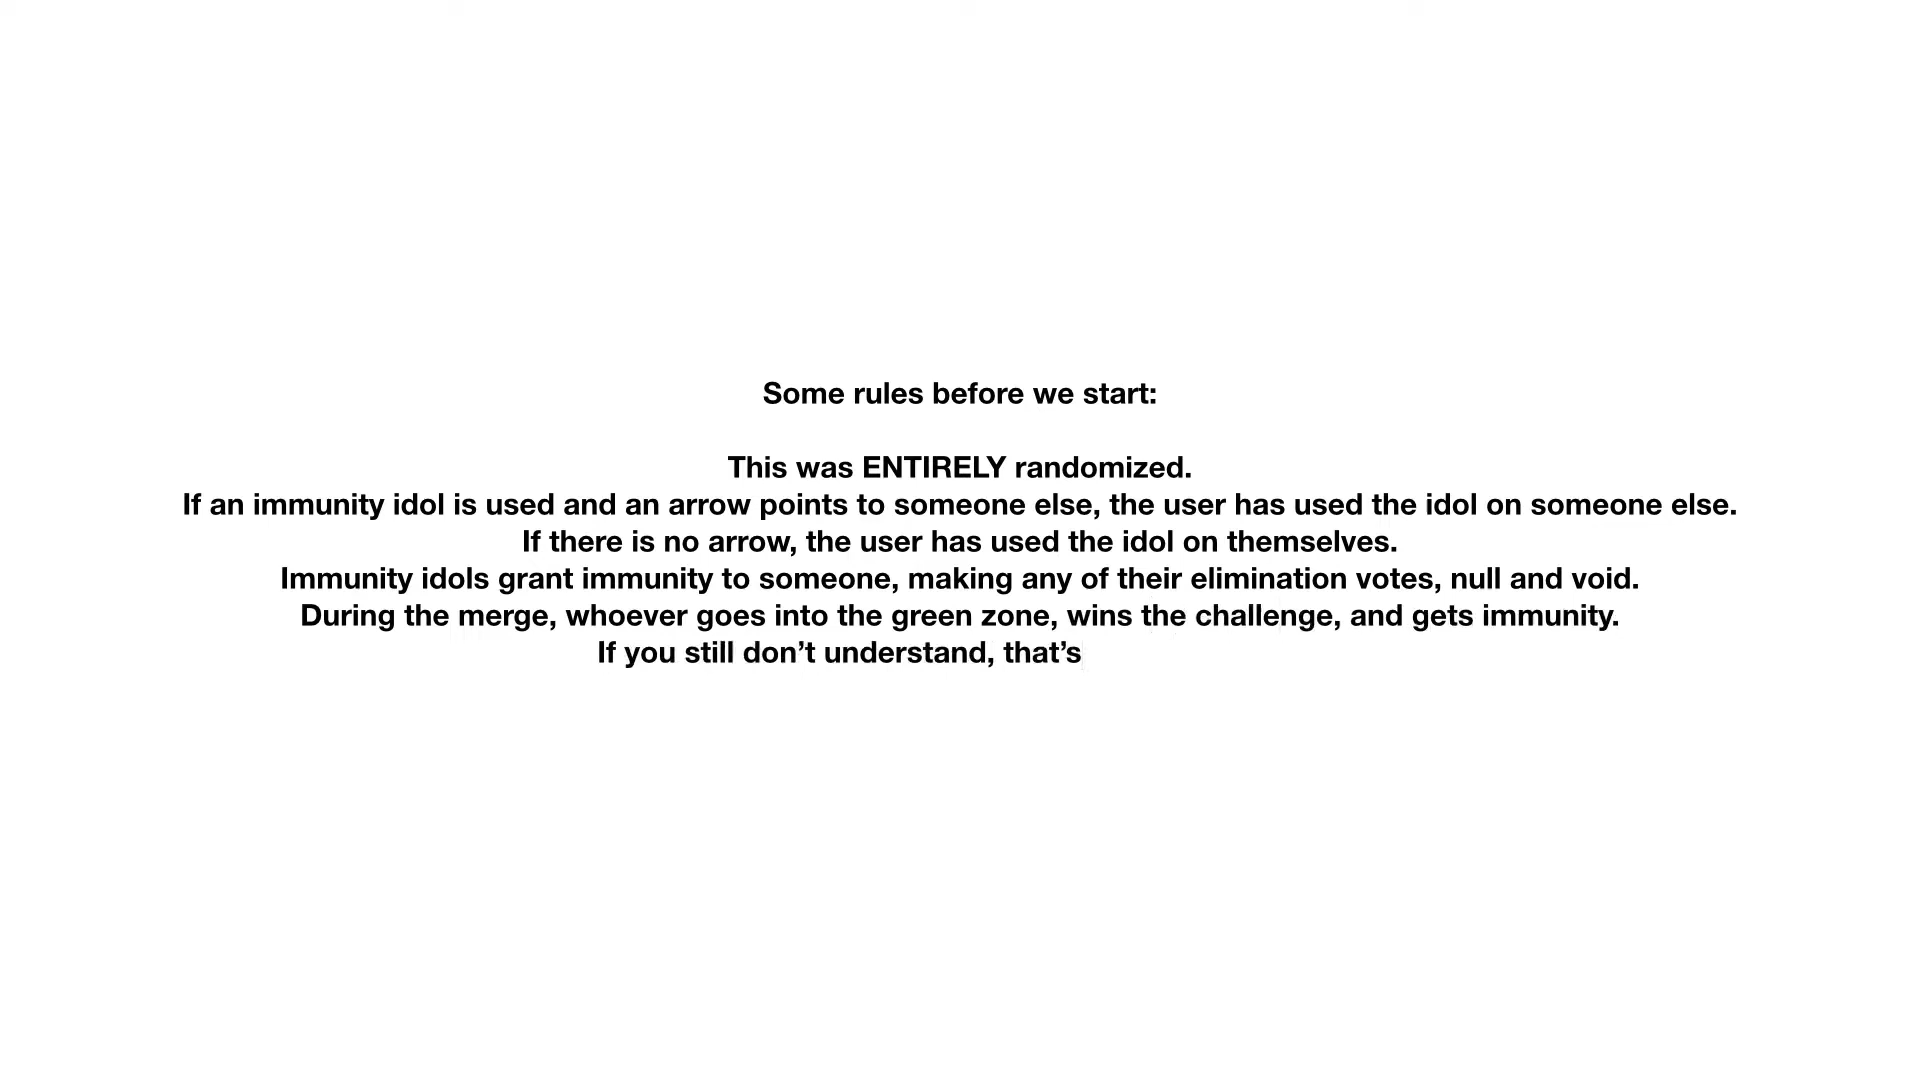 Some rules before we start:
This was ENTIRELY randomized.
If an immunity idol is used and an arrow points to someone else, the user has used the idol on someone else.
If there is no arrow, the user has used the idol on themselves.
Immunity idols grant immunity to someone, making any of their elimination votes, null and void.
During the merge, whoever goes into the green zone, wins the challenge, and gets immunity.
If you still don’t understand, that’s